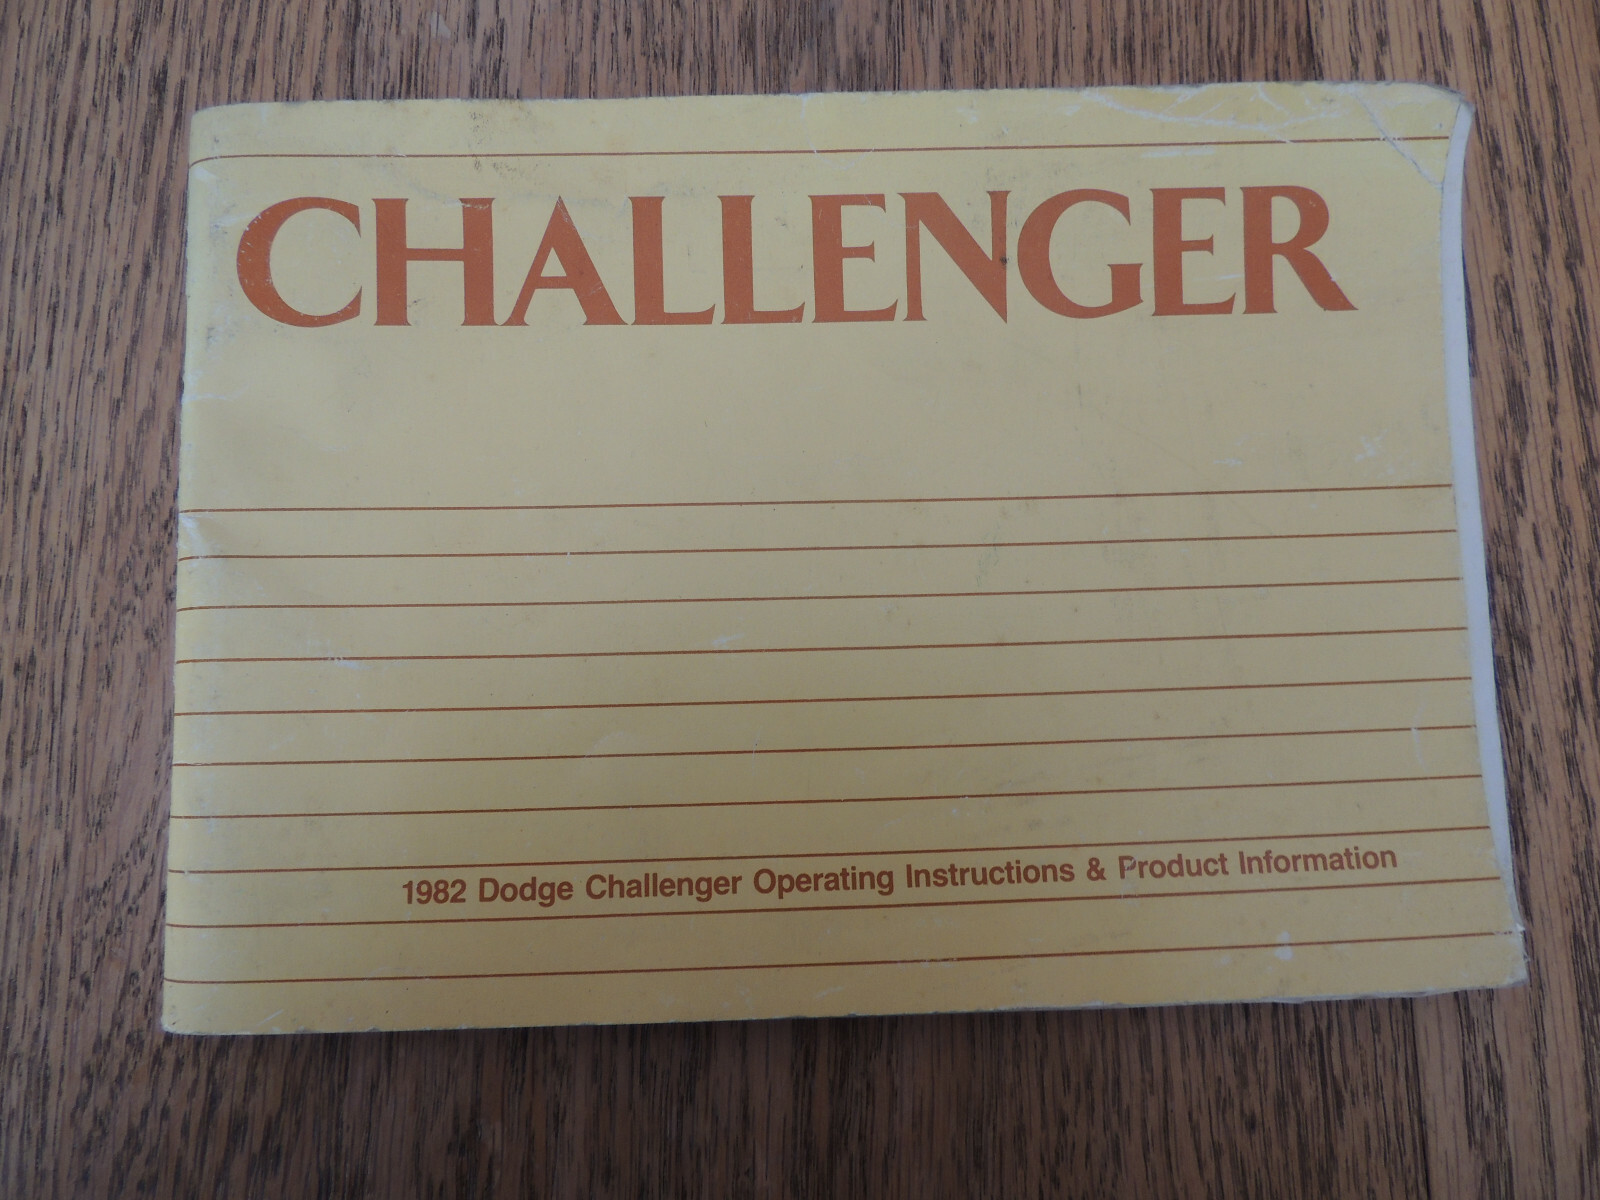 CHALLENGER
1982 Dodge Challenger Operating Instructions & Product Information